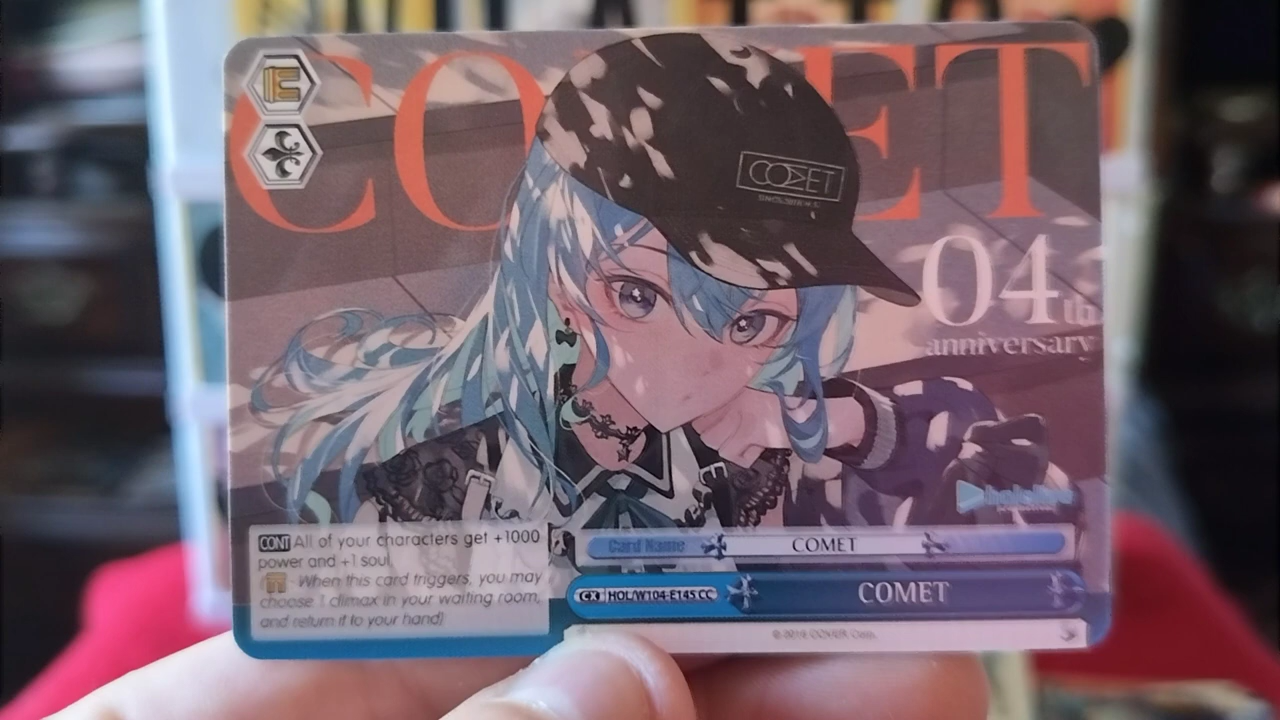 COMET
COMET
04th
anniversary
hololive
CONT All of your characters get +1000
power and +1 soul.
When this card triggers, you may
choose 1 climax in your waiting room,
and return it to your hand)
Card Name COMET
CX HOL/W104-E145 CC COMET
© 2016 COVER Corp.